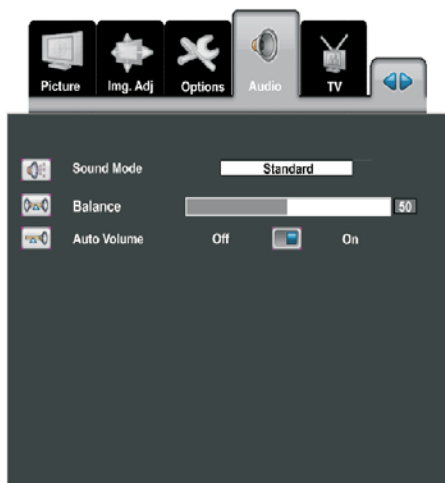 Picture Img. Adj Options Audio TV
Sound Mode Standard
Balance 50
Auto Volume Off On